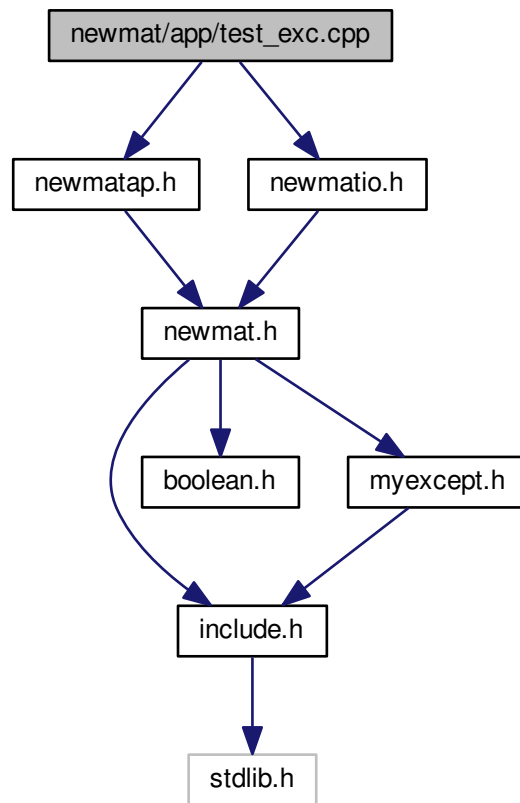 newmat/app/test_exc.cpp
newmatap.h
newmatio.h
newmat.h
boolean.h
myexcept.h
include.h
stdlib.h